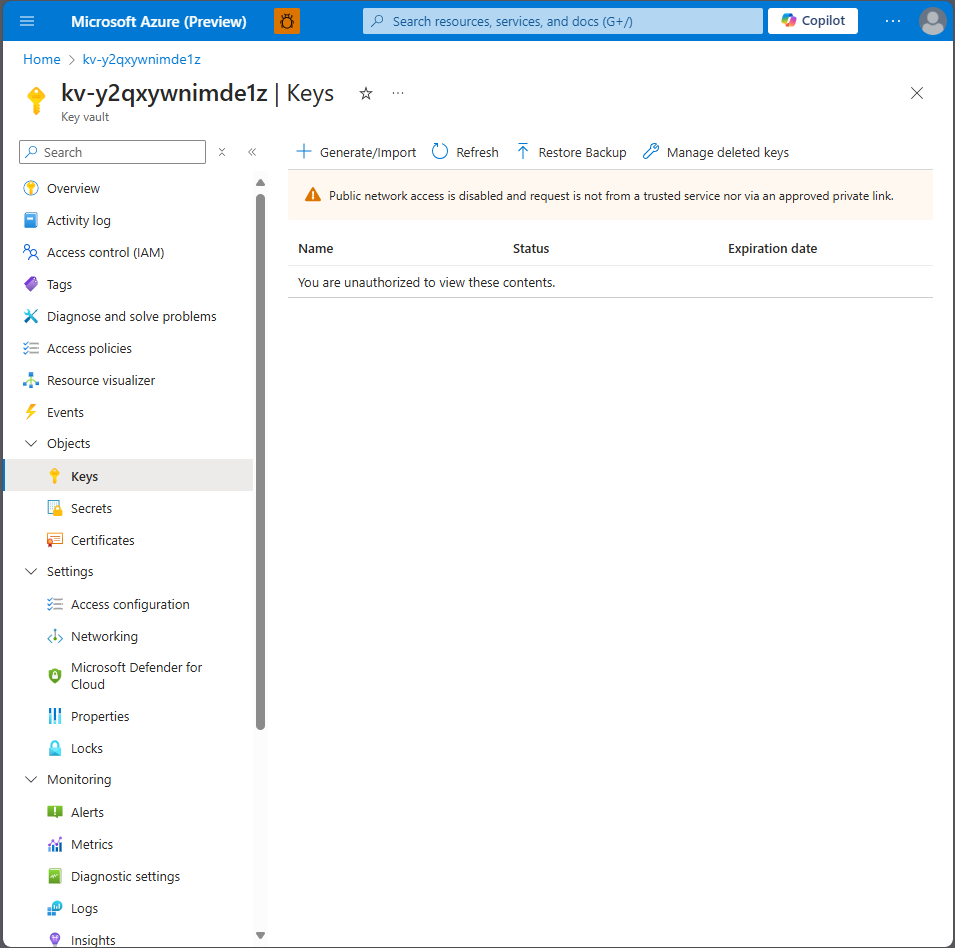 Microsoft Azure (Preview)
Search resources, services, and docs (G+/)
Copilot
Home > kv-y2qxywnimde1z
kv-y2qxywnimde1z | Keys
Key vault
Search
Generate/Import
Refresh
Restore Backup
Manage deleted keys
Overview
Activity log
Access control (IAM)
Tags
Diagnose and solve problems
Access policies
Resource visualizer
Events
Objects
Keys
Secrets
Certificates
Settings
Access configuration
Networking
Microsoft Defender for
Cloud
Properties
Locks
Monitoring
Alerts
Metrics
Diagnostic settings
Logs
Insights
Public network access is disabled and request is not from a trusted service nor via an approved private link.
Name Status Expiration date
You are unauthorized to view these contents.